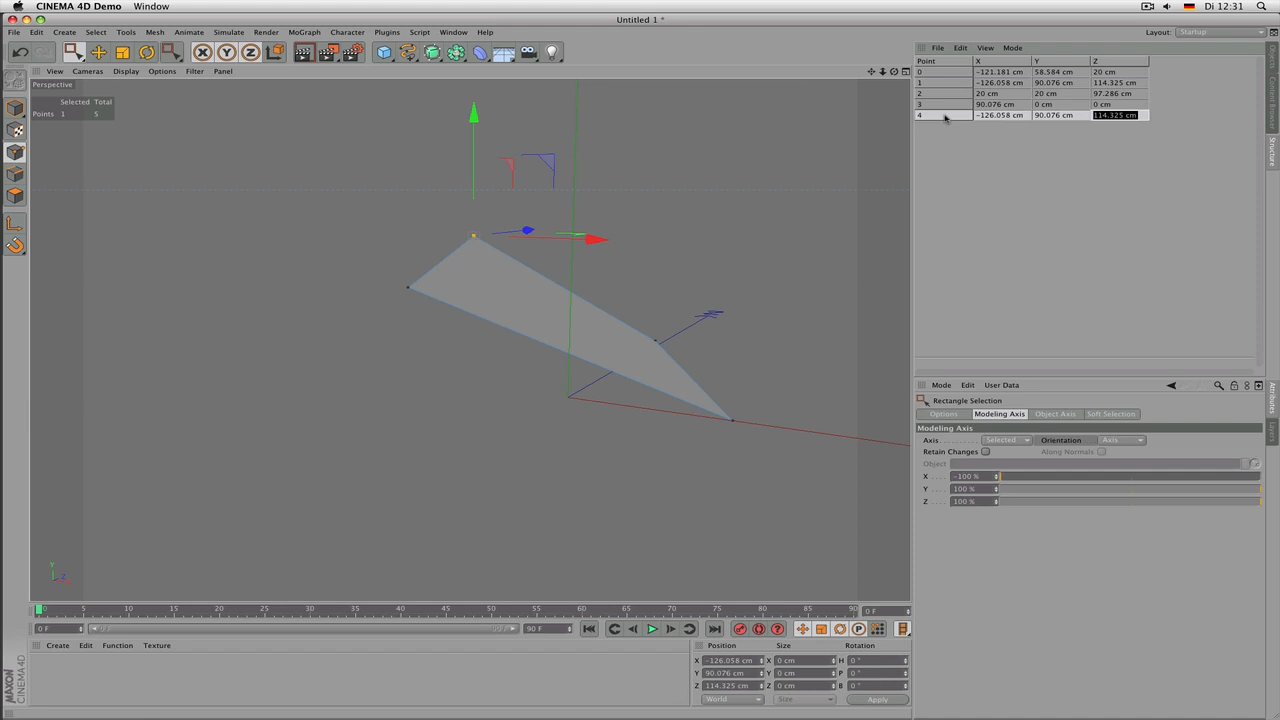 CINEMA 4D Demo Window Di 12:31
Untitled 1 *
File Edit Create Select Tools Mesh Animate Simulate Render MoGraph Character Plugins Script Window Help Layout: Startup
View Cameras Display Options Filter Panel
File Edit View Mode
Perspective
Selected Total
Points 1 5
Point X Y Z
0 -121.181 cm 58.584 cm 20 cm
1 -126.058 cm 0 cm 114.325 cm
2 20 cm 20 cm 97.286 cm
3 90.076 cm 0 cm 0 cm
4 -126.058 cm 90.076 cm 114.325 cm
Objects
Content Browser
Structure
Mode Edit User Data
Rectangle Selection
Options Modeling Axis Object Axis Soft Selection
Modeling Axis
Axis Selected Orientation Axis
Retain Changes Along Normals
Object
X -100 %
Y 100 %
Z 100 %
Attributes
Layers
Y
Z
0 5 10 15 20 25 30 35 40 45 50 55 60 65 70 75 80 85 90 0 F
0 F 90 F
Create Edit Function Texture
Position Size Rotation
X -126.058 cm X 0 cm H 0 °
Y 90.076 cm Y 0 cm P 0 °
Z 114.325 cm Z 0 cm B 0 °
World Size Apply
MAXON
CINEMA 4D